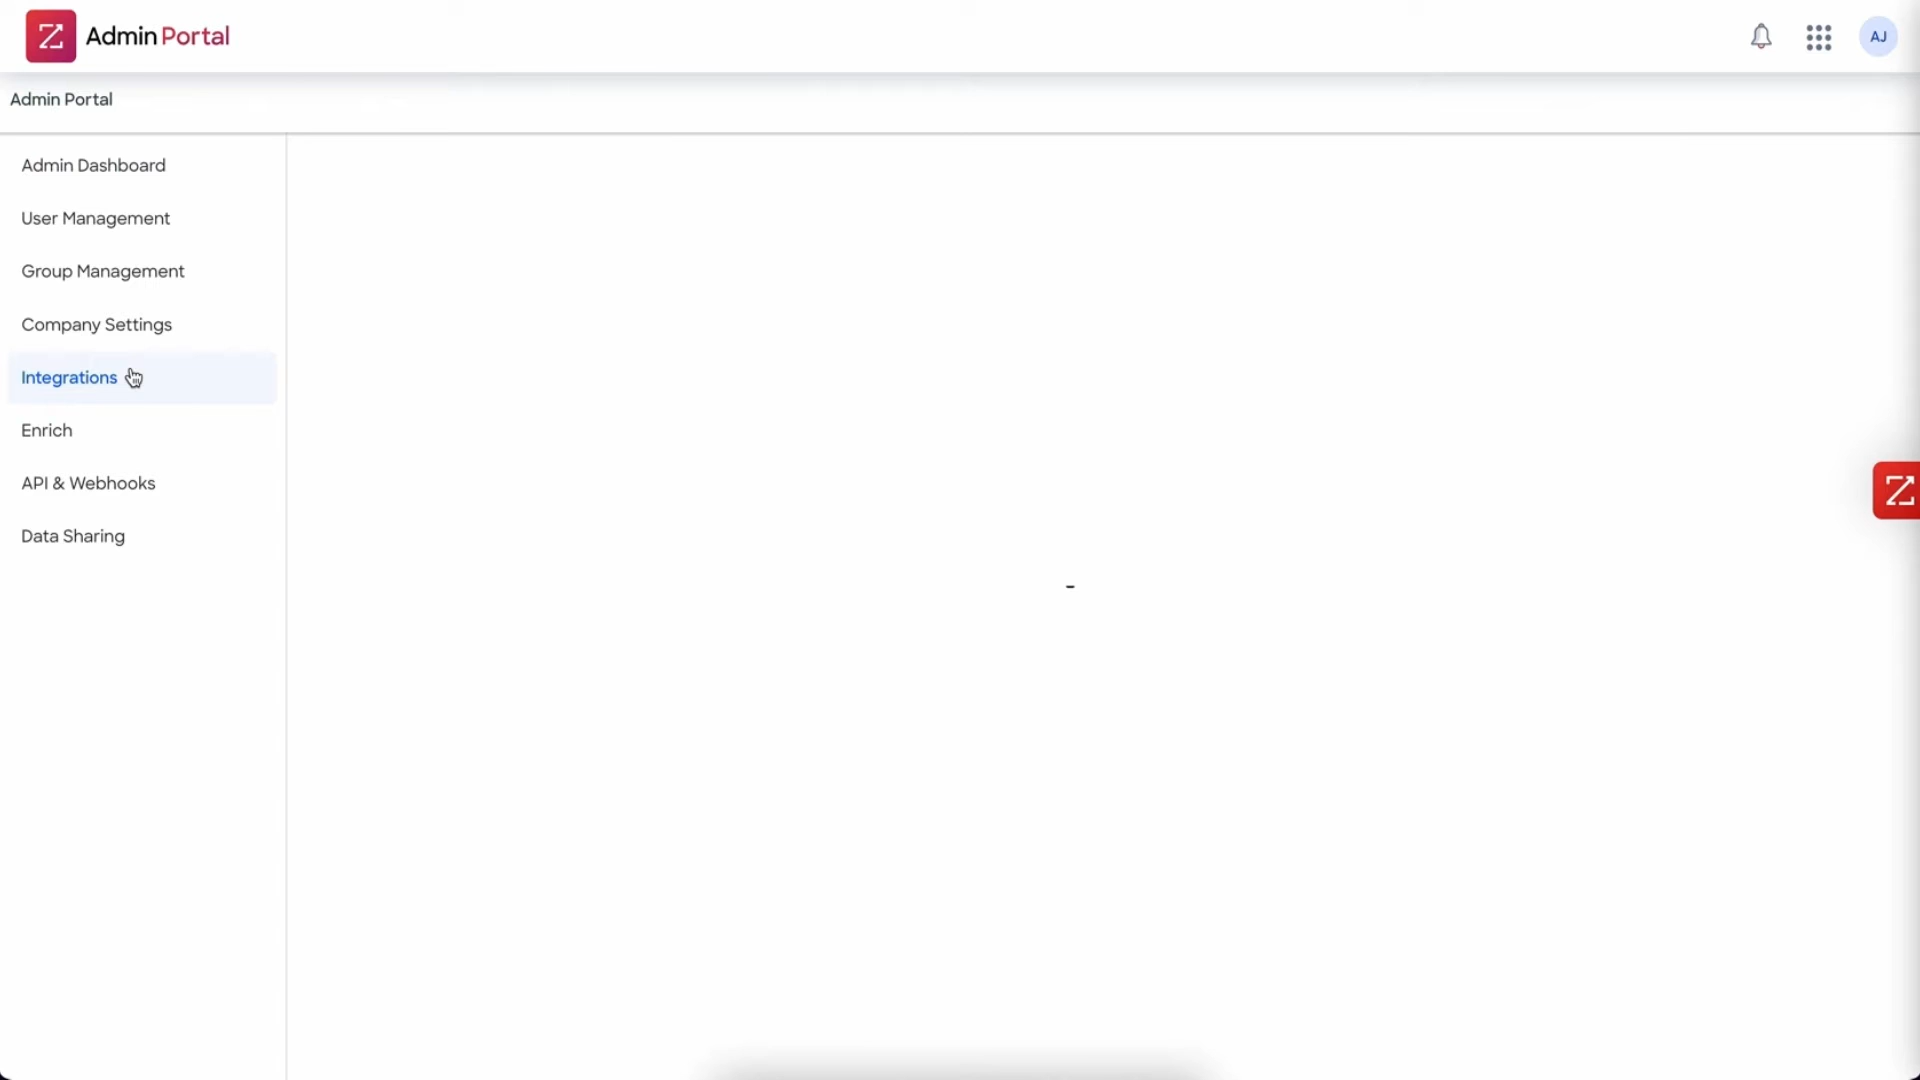 Admin Portal
AJ
Admin Portal
Admin Dashboard
User Management
Group Management
Company Settings
Integrations
Enrich
API & Webhooks
Data Sharing